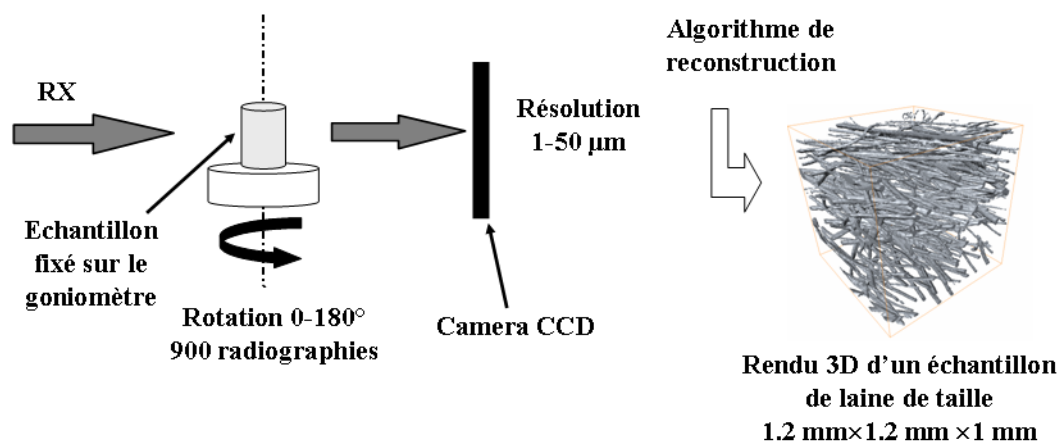 RX
Echantillon
fixé sur le
goniomètre
Rotation 0-180°
900 radiographies
Camera CCD
Résolution
1-50 µm
Algorithme de
reconstruction
Rendu 3D d’un échantillon
de laine de taille
1.2 mm×1.2 mm ×1 mm